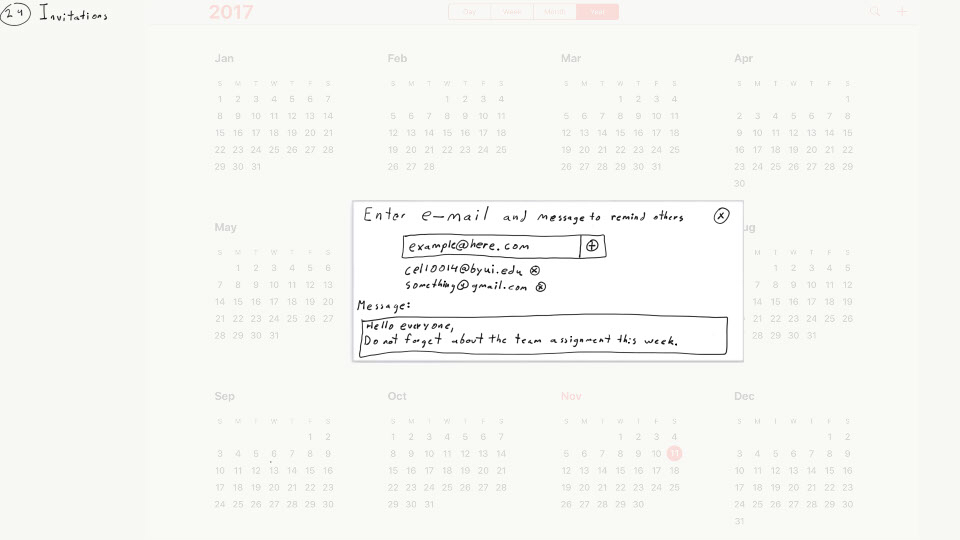 24 Invitations
2017
Day Week Month Year
Jan Feb Mar Apr
S M T W T F S S M T W T F S S M T W T F S S M T W T F S
1 2 3 4 5 6 7 1 2 3 4 1 2 3 4 1
8 9 10 11 12 13 14 5 6 7 8 9 10 11 5 6 7 8 9 10 11 2 3 4 5 6 7 8
15 16 17 18 19 20 21 12 13 14 15 16 17 18 12 13 14 15 16 17 18 9 10 11 12 13 14 15
22 23 24 25 26 27 28 19 20 21 22 23 24 25 19 20 21 22 23 24 25 16 17 18 19 20 21 22
29 30 31 26 27 28 26 27 28 29 30 31 23 24 25 26 27 28 29
30
Enter e-mail and message to remind others
example@here.com
cel10014@byui.edu
something@gmail.com
Message:
Hello everyone,
Do not forget about the team assignment this week.
May ug
S M T W T F S S M T W T F S
1 2 3 4 5 6 1 2 3 4 5
7 8 9 10 11 12 13 7 8 9 10 11 12
14 15 16 17 18 19 20 14 15 16 17 18 19
21 22 23 24 25 26 27 21 22 23 24 25 26
28 29 30 31 28 29 30 31
Sep Oct Nov Dec
S M T W T F S S M T W T F S S M T W T F S S M T W T F S
1 2 1 2 3 4 5 6 7 1 2 3 4 1 2
3 4 5 6 7 8 9 8 9 10 11 12 13 14 5 6 7 8 9 10 11 3 4 5 6 7 8 9
10 11 12 13 14 15 16 15 16 17 18 19 20 21 12 13 14 15 16 17 18 10 11 12 13 14 15 16
17 18 19 20 21 22 23 22 23 24 25 26 27 28 19 20 21 22 23 24 25 17 18 19 20 21 22 23
24 25 26 27 28 29 30 29 30 31 26 27 28 29 30 24 25 26 27 28 29 30
31